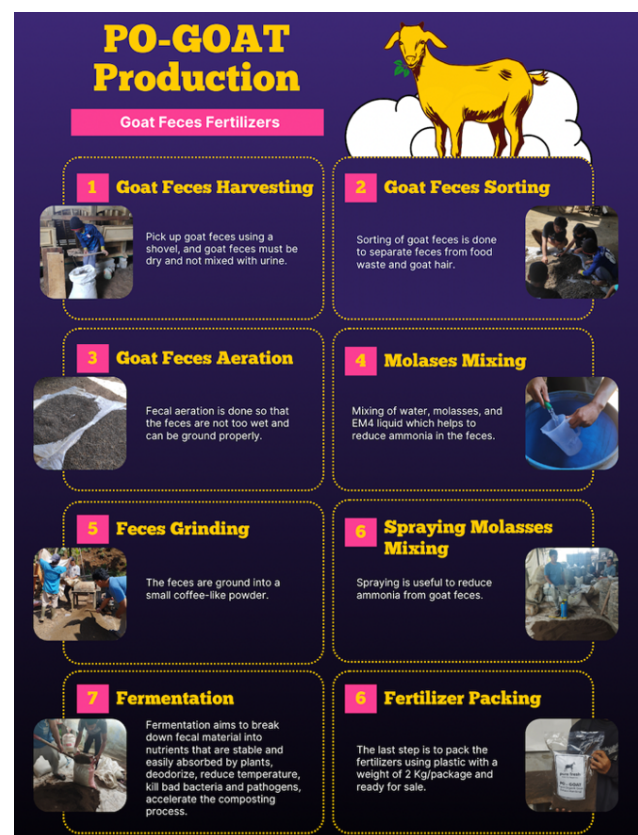 PO-GOAT
Production
Goat Feces Fertilizers
1 Goat Feces Harvesting
Pick up goat feces using a
shovel, and goat feces must be
dry and not mixed with urine.
2 Goat Feces Sorting
Sorting of goat feces is done
to separate feces from food
waste and goat hair.
3 Goat Feces Aeration
Fecal aeration is done so that
the feces are not too wet and
can be ground properly.
4 Molases Mixing
Mixing of water, molasses, and
EM4 liquid which helps to
reduce ammonia in the feces.
5 Feces Grinding
The feces are ground into a
small coffee-like powder.
6 Spraying Molasses
Mixing
Spraying is useful to reduce
ammonia from goat feces.
7 Fermentation
Fermentation aims to break
down fecal material into
nutrients that are stable and
easily absorbed by plants,
deodorize, reduce temperature,
kill bad bacteria and pathogens,
accelerate the composting
process.
6 Fertilizer Packing
The last step is to pack the
fertilizers using plastic with a
weight of 2 Kg/package and
ready for sale.